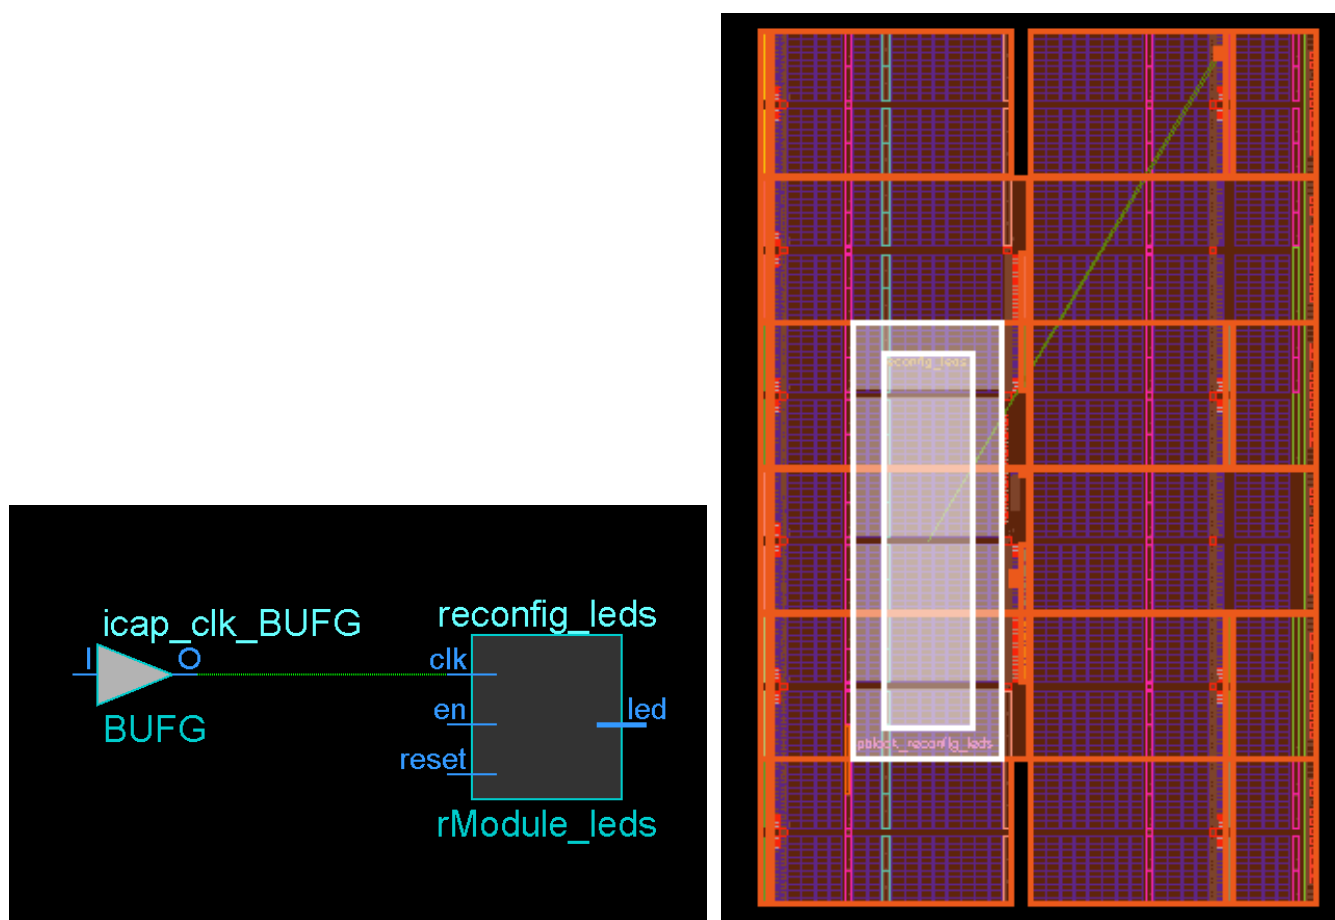 icap_clk_BUFG
I
O
BUFG
reconfig_leds
clk
en
led
reset
rModule_leds
reconfig_leds
pblock_reconfig_leds